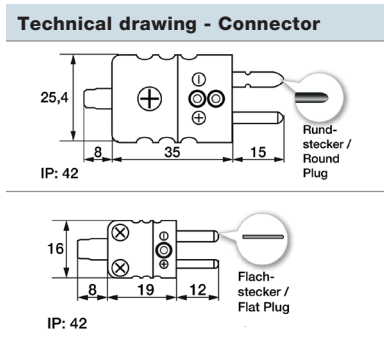 Technical drawing - Connector
25,4
8
35
15
Rund-
stecker /
Round
Plug
IP: 42
16
8
19
12
Flach-
stecker /
Flat Plug
IP: 42